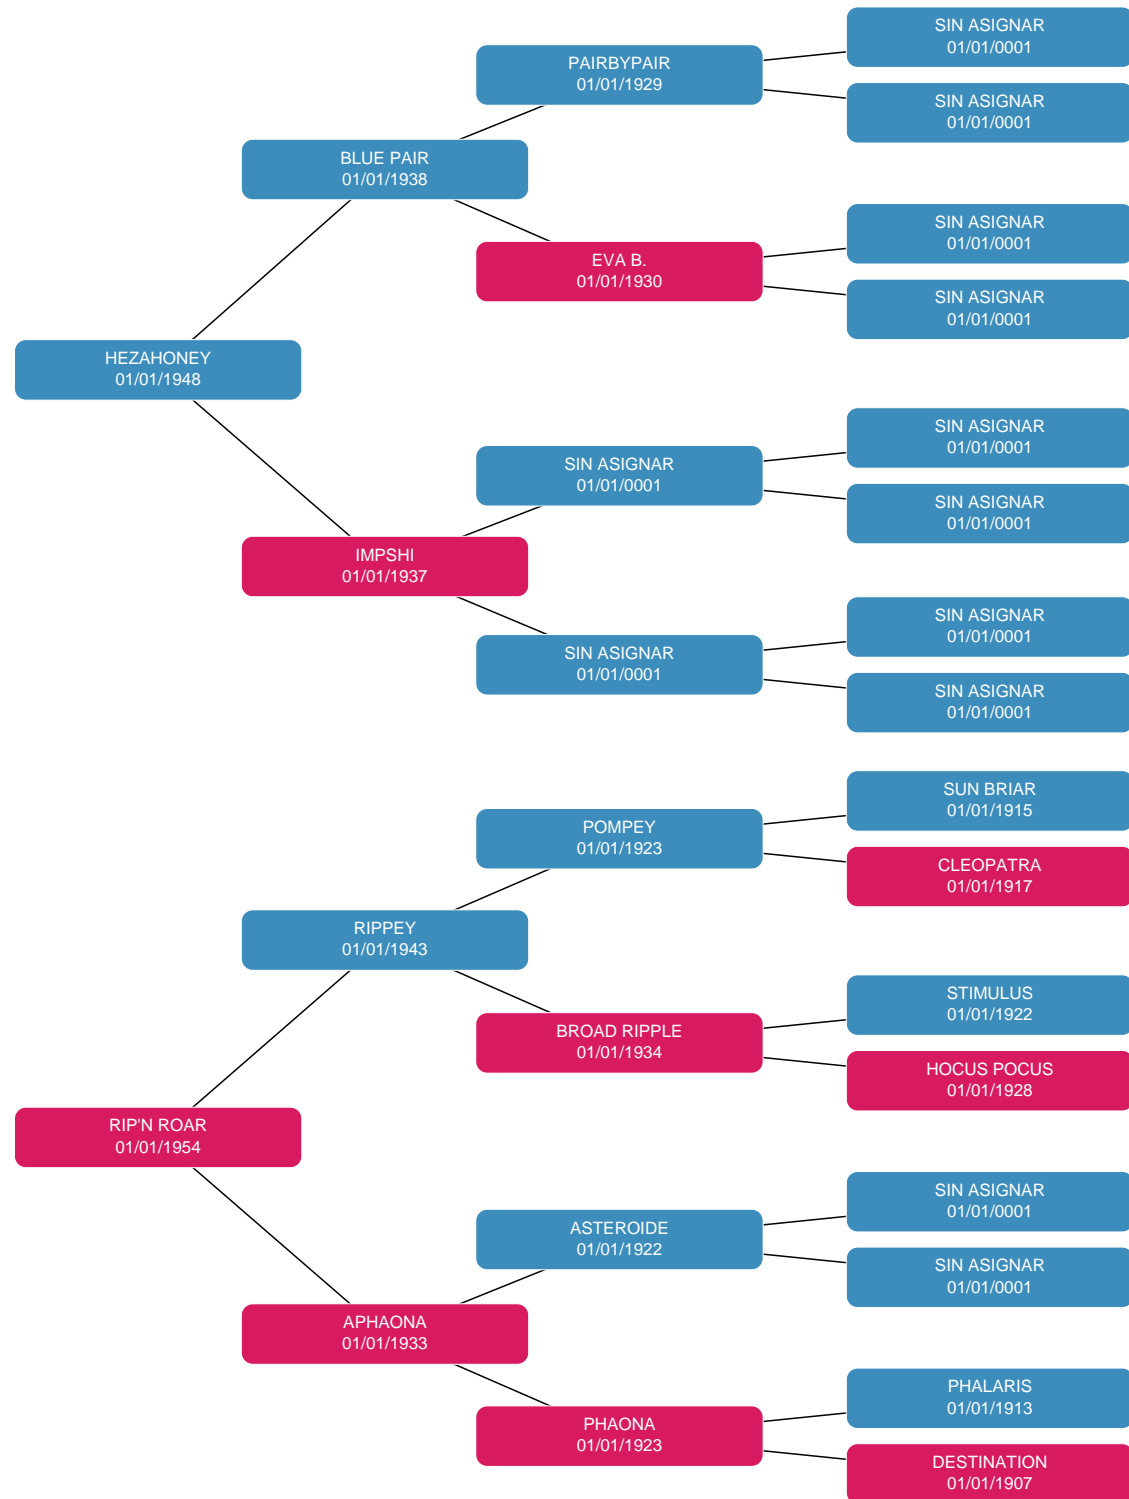 SIN ASIGNAR
01/01/0001
PAIRBYPAIR
01/01/1929
SIN ASIGNAR
01/01/0001
BLUE PAIR
01/01/1938
SIN ASIGNAR
01/01/0001
EVA B.
01/01/1930
SIN ASIGNAR
01/01/0001
HEZAHONEY
01/01/1948
SIN ASIGNAR
01/01/0001
SIN ASIGNAR
01/01/0001
SIN ASIGNAR
01/01/0001
IMPSHI
01/01/1937
SIN ASIGNAR
01/01/0001
SIN ASIGNAR
01/01/0001
SIN ASIGNAR
01/01/0001
SUN BRIAR
01/01/1915
POMPEY
01/01/1923
CLEOPATRA
01/01/1917
RIPPEY
01/01/1943
STIMULUS
01/01/1922
BROAD RIPPLE
01/01/1934
HOCUS POCUS
01/01/1928
RIP'N ROAR
01/01/1954
SIN ASIGNAR
01/01/0001
ASTEROIDE
01/01/1922
SIN ASIGNAR
01/01/0001
APHAONA
01/01/1933
PHALARIS
01/01/1913
PHAONA
01/01/1923
DESTINATION
01/01/1907